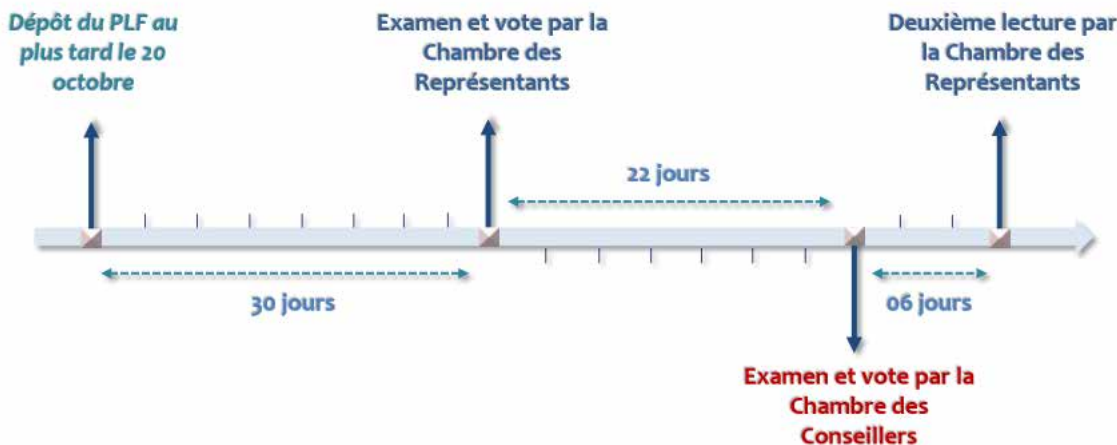 Dépôt du PLF au
plus tard le 20
octobre
Examen et vote par la
Chambre des
Représentants
Deuxième lecture par
la Chambre des
Représentants
22 jours
30 jours
06 jours
Examen et vote par la
Chambre des
Conseillers